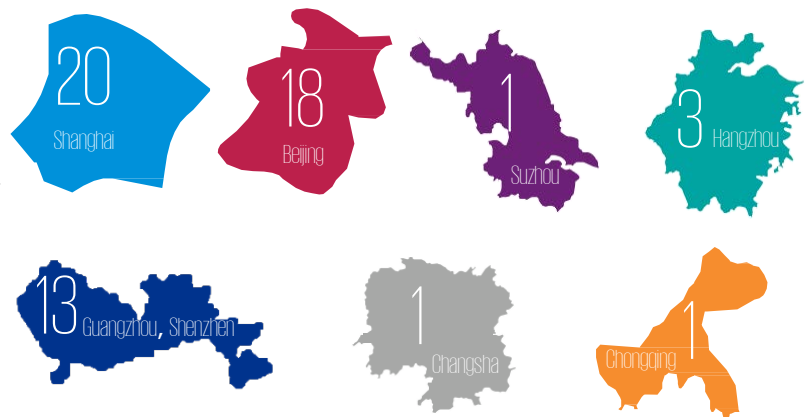 20
Shanghai
18
Beijing
1
Suzhou
3 Hangzhou
13 Guangzhou, Shenzhen
1
Changsha
1
Chongqing